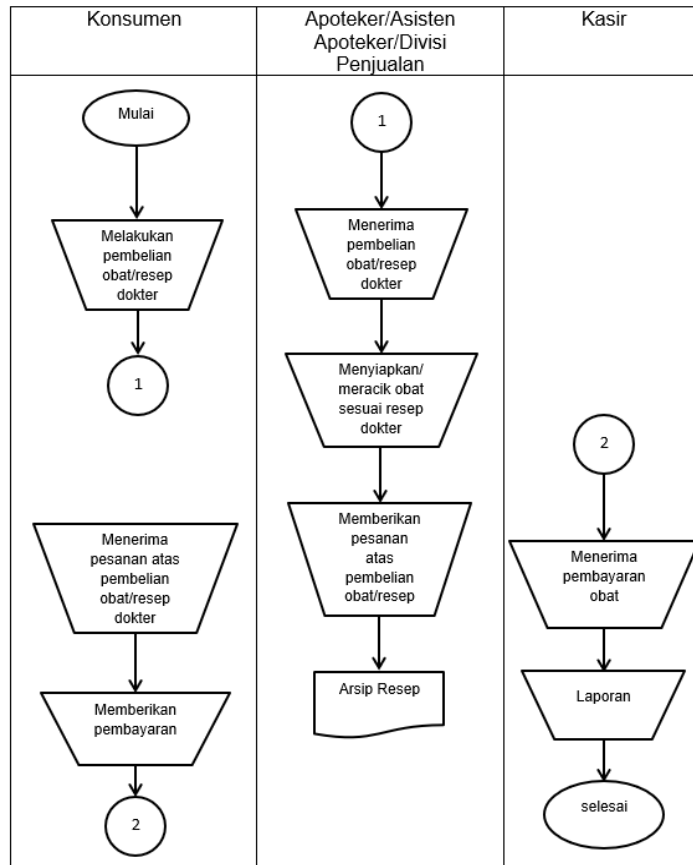 Konsumen
Apoteker/Asisten
Apoteker/Divisi
Penjualan
Kasir
Mulai
Melakukan
pembelian
obat/resep
dokter
1
Menerima
pesanan atas
pembelian
obat/resep
dokter
Memberikan
pembayaran
2
1
Menerima
pembelian
obat/resep
dokter
Menyiapkan/
meracik obat
sesuai resep
dokter
Memberikan
pesanan
atas
pembelian
obat/resep
Arsip Resep
2
Menerima
pembayaran
obat
Laporan
selesai